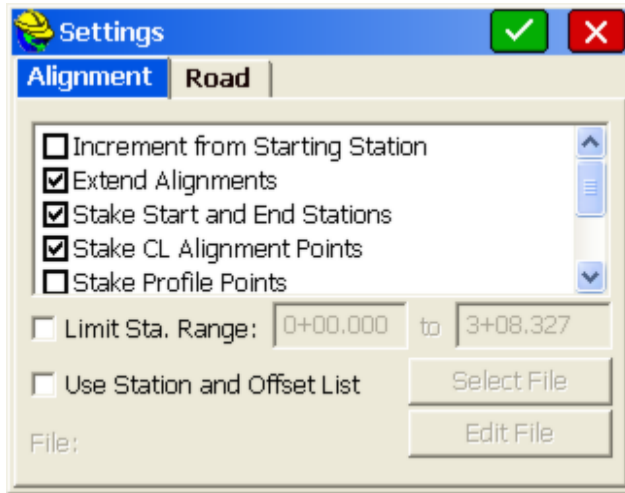 Settings
Alignment Road
Increment from Starting Station
Extend Alignments
Stake Start and End Stations
Stake CL Alignment Points
Stake Profile Points
Limit Sta. Range: 0+00.000 to 3+08.327
Use Station and Offset List Select File
File: Edit File